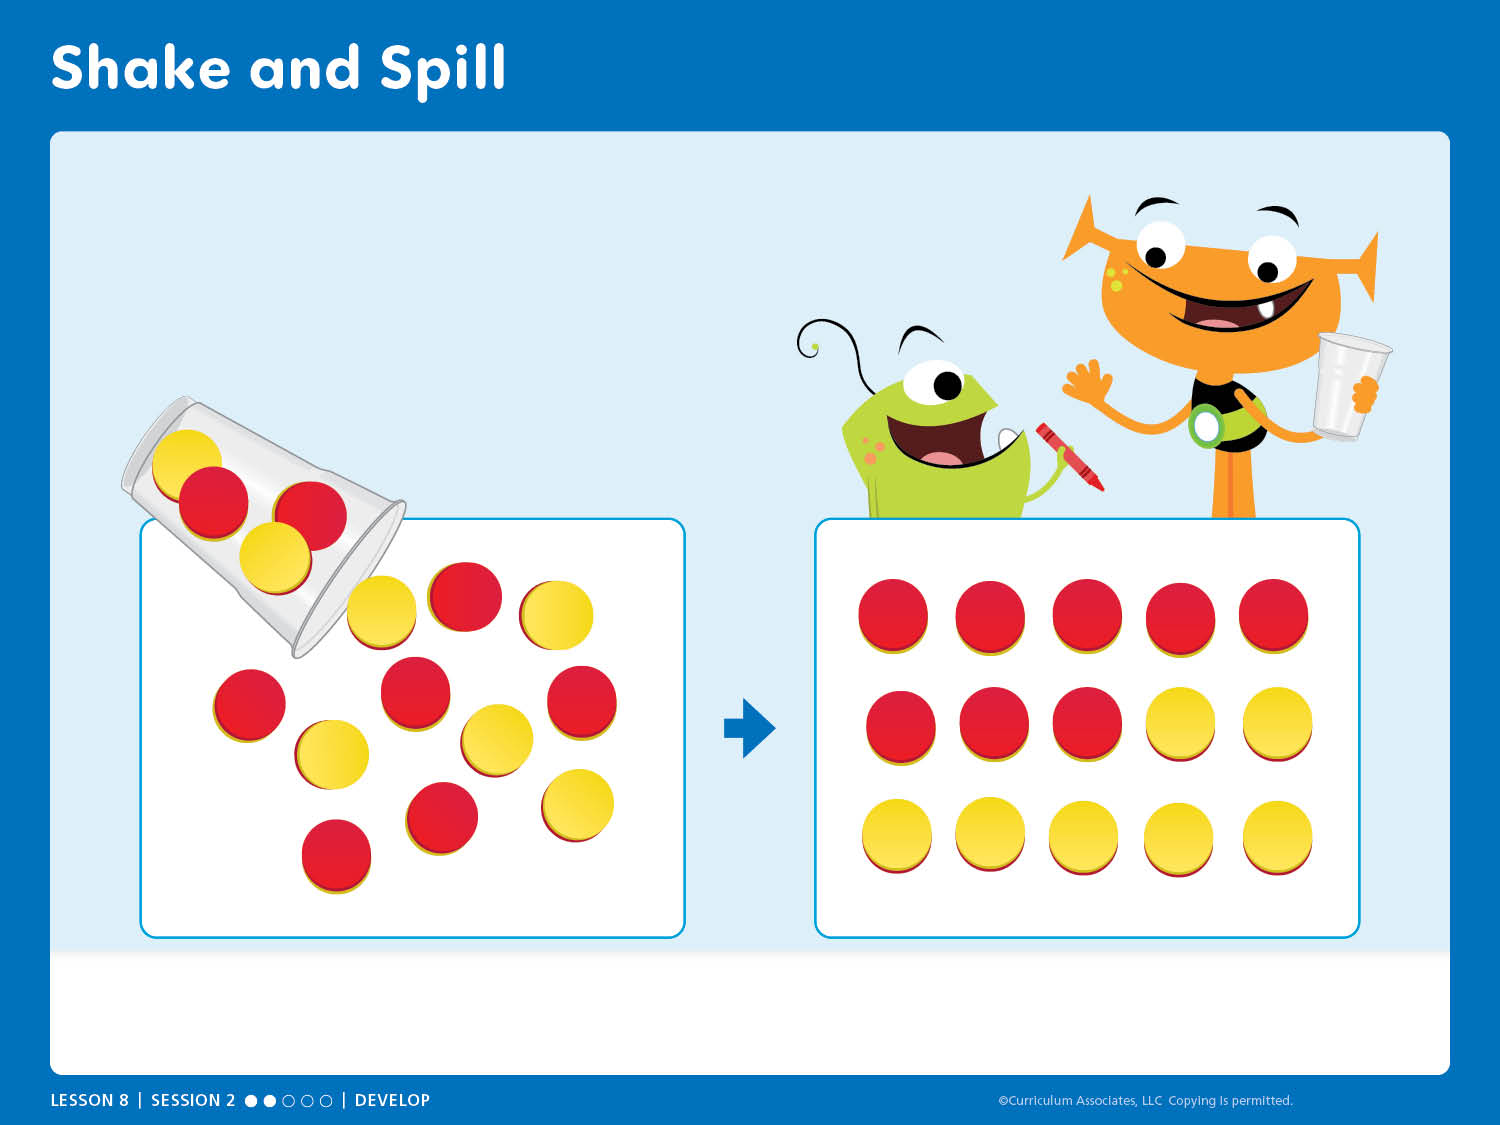 Shake and Spill
LESSON 8 | SESSION 2 ●●○○○ | DEVELOP
©Curriculum Associates, LLC Copying is permitted.